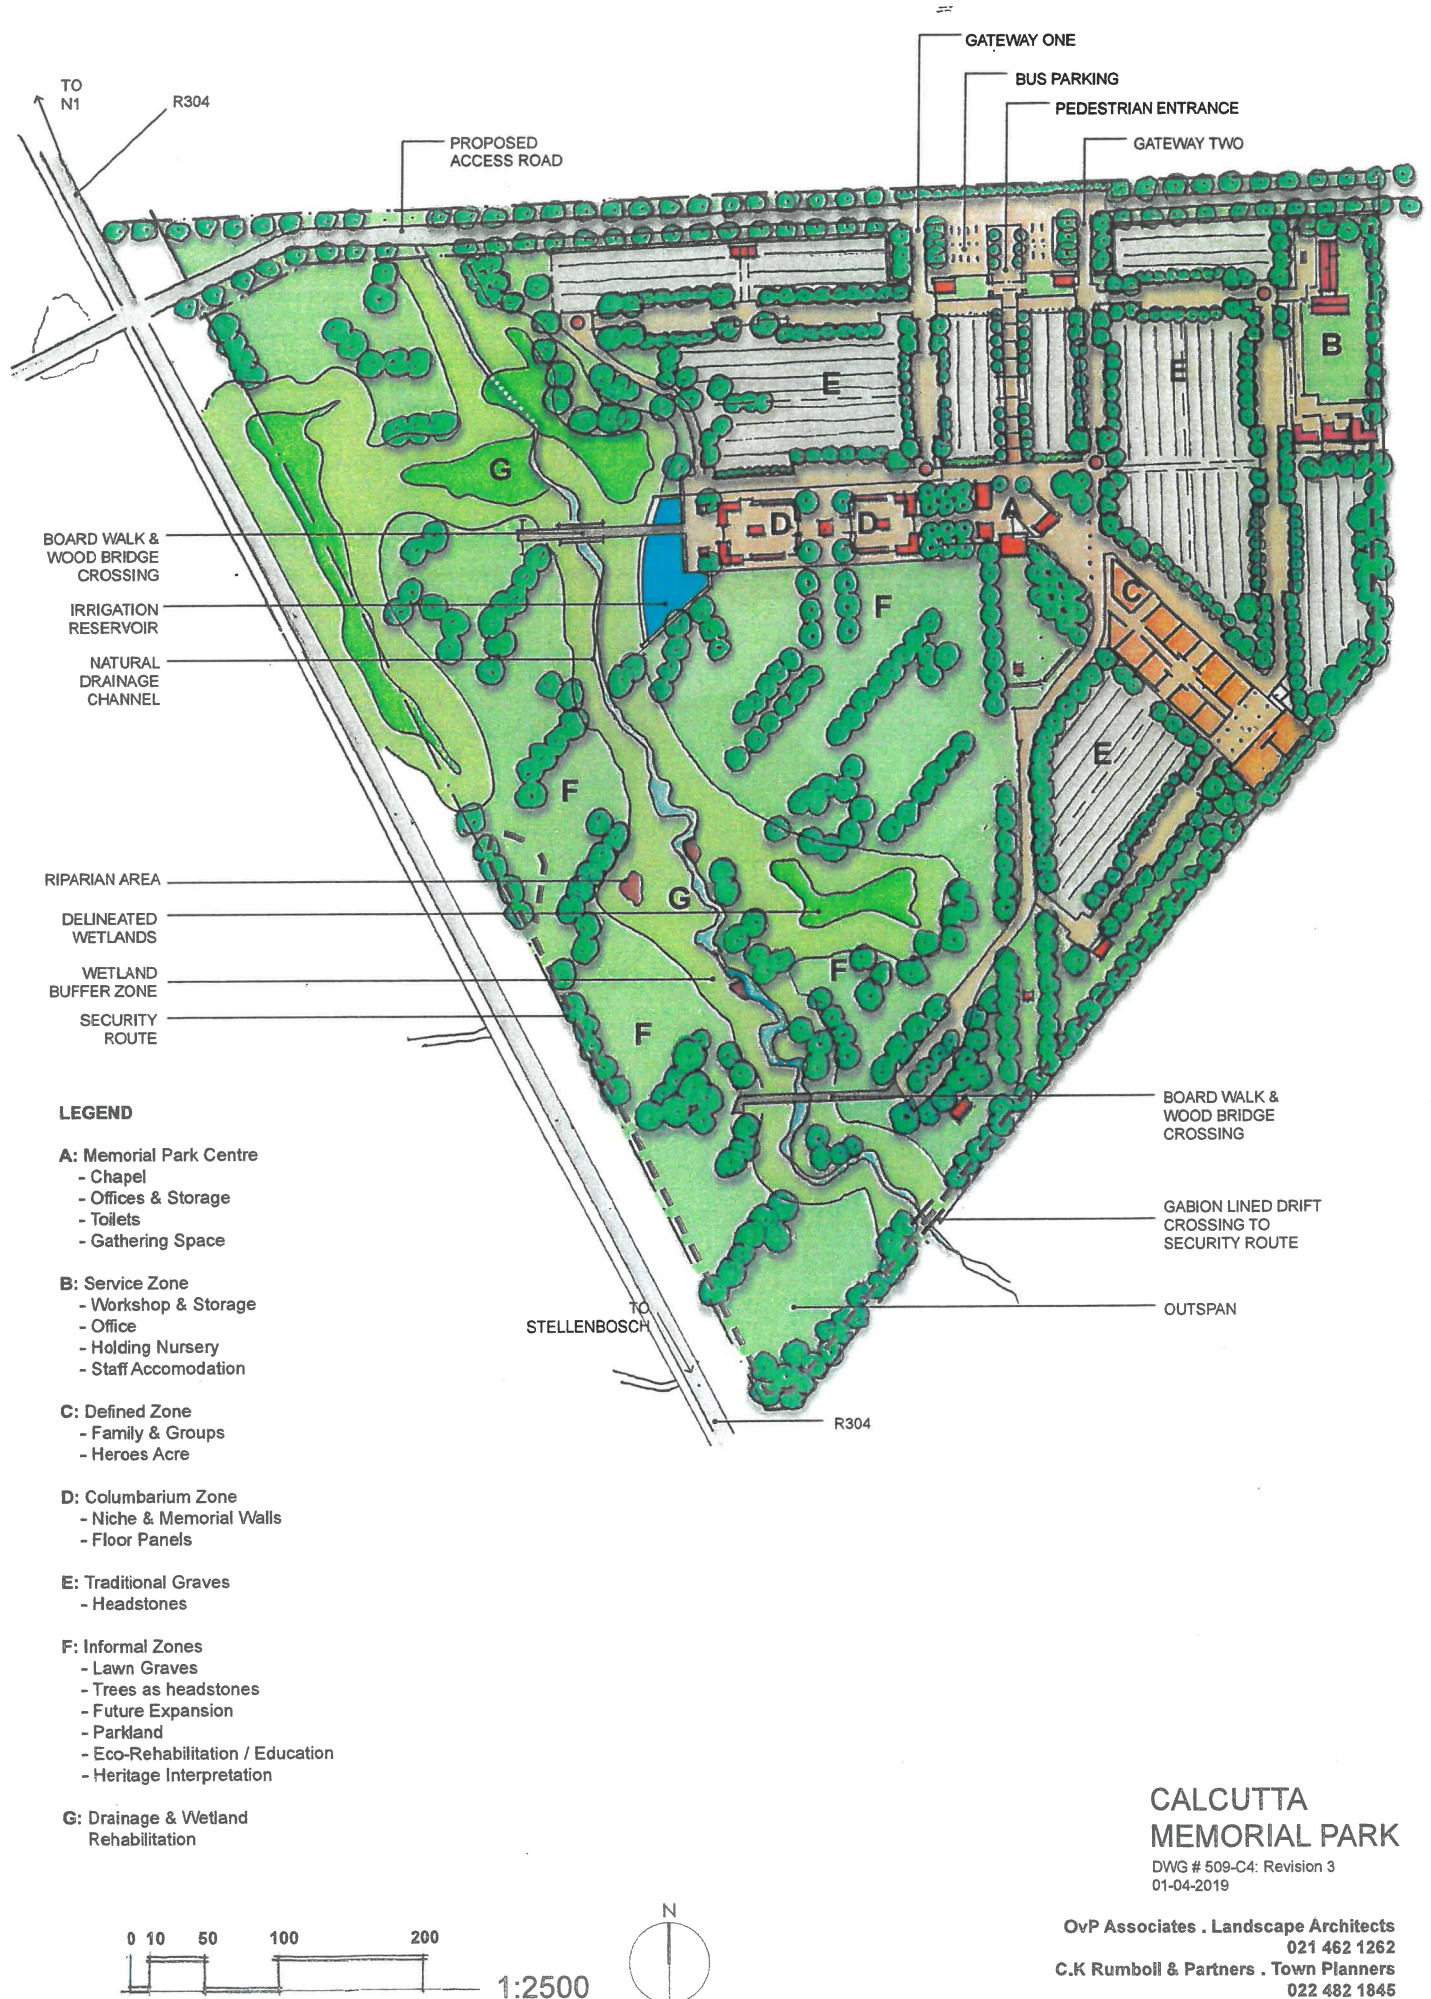 GATEWAY ONE
BUS PARKING
PEDESTRIAN ENTRANCE
GATEWAY TWO
TO
N1
R304
PROPOSED
ACCESS ROAD
B
E
E
G
A
D
D
C
F
E
F
G
F
F
BOARD WALK &
WOOD BRIDGE
CROSSING
IRRIGATION
RESERVOIR
NATURAL
DRAINAGE
CHANNEL
RIPARIAN AREA
DELINEATED
WETLANDS
WETLAND
BUFFER ZONE
SECURITY
ROUTE
BOARD WALK &
WOOD BRIDGE
CROSSING
GABION LINED DRIFT
CROSSING TO
SECURITY ROUTE
OUTSPAN
TO
STELLENBOSCH
R304
LEGEND
A: Memorial Park Centre
- Chapel
- Offices & Storage
- Toilets
- Gathering Space
B: Service Zone
- Workshop & Storage
- Office
- Holding Nursery
- Staff Accomodation
C: Defined Zone
- Family & Groups
- Heroes Acre
D: Columbarium Zone
- Niche & Memorial Walls
- Floor Panels
E: Traditional Graves
- Headstones
F: Informal Zones
- Lawn Graves
- Trees as headstones
- Future Expansion
- Parkland
- Eco-Rehabilitation / Education
- Heritage Interpretation
G: Drainage & Wetland
Rehabilitation
0 10 50 100 200
1:2500
N
CALCUTTA
MEMORIAL PARK
DWG # 509-C4: Revision 3
01-04-2019
OvP Associates . Landscape Architects
021 462 1262
C.K Rumboll & Partners . Town Planners
022 482 1845